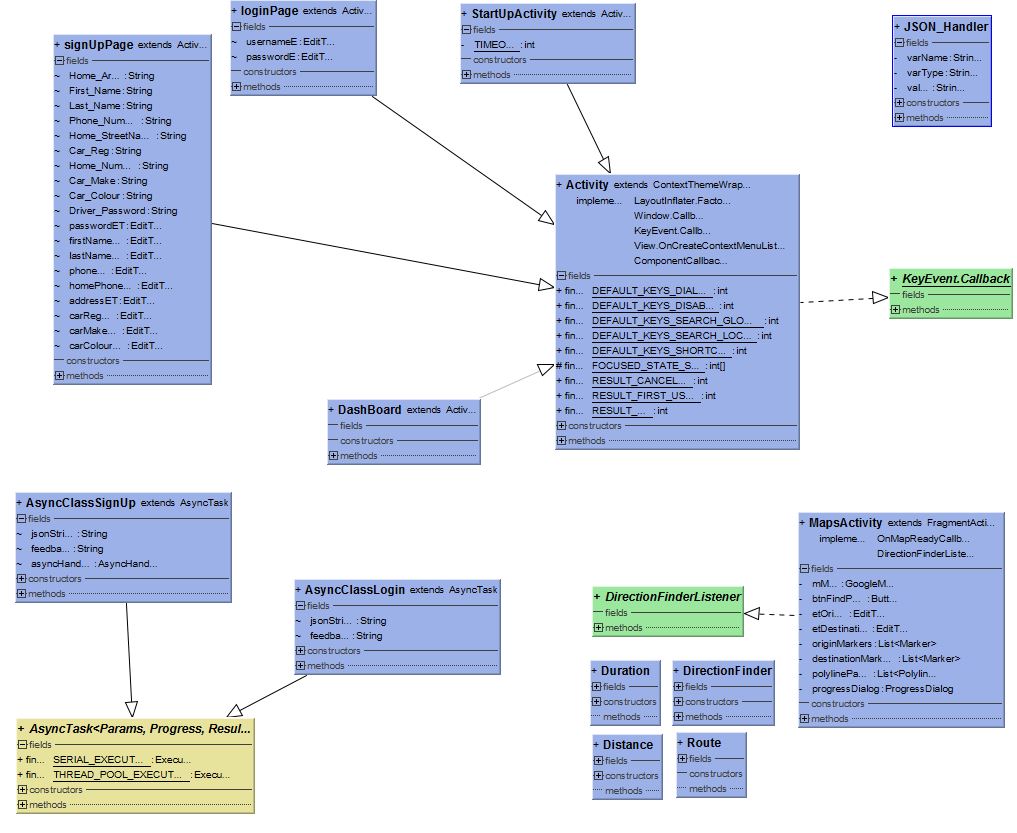 + loginPage extends Activ...
fields
~ usernameE : EditT...
~ passwordE : EditT...
constructors
methods
+ StartUpActivity extends Activ...
fields
- TIMEO... : int
constructors
methods
+ JSON_Handler
fields
- varName : Strin...
- varType : Strin...
- val... : Strin...
constructors
methods
+ signUpPage extends Activ...
fields
~ Home_Ar... : String
~ First_Name : String
~ Last_Name : String
~ Phone_Num... : String
~ Home_StreetNa... : String
~ Car_Reg : String
~ Home_Num... : String
~ Car_Make : String
~ Car_Colour : String
~ Driver_Password : String
~ passwordET : EditT...
~ firstName... : EditT...
~ lastName... : EditT...
~ phone... : EditT...
~ homePhone... : EditT...
~ addressET : EditT...
~ carReg... : EditT...
~ carMake... : EditT...
~ carColour... : EditT...
constructors
methods
+ Activity extends ContextThemeWrap...
impleme... LayoutInflater.Facto...
Window.Callb...
KeyEvent.Callb...
View.OnCreateContextMenuList...
ComponentCallbac...
fields
+ fin... DEFAULT_KEYS_DIAL... : int
+ fin... DEFAULT_KEYS_DISAB... : int
+ fin... DEFAULT_KEYS_SEARCH_GLO... : int
+ fin... DEFAULT_KEYS_SEARCH_LOC... : int
+ fin... DEFAULT_KEYS_SHORTC... : int
# fin... FOCUSED_STATE_S... : int[]
+ fin... RESULT_CANCEL... : int
+ fin... RESULT_FIRST_US... : int
+ fin... RESULT_... : int
constructors
methods
+ KeyEvent.Callback
fields
methods
+ DashBoard extends Activ...
fields
constructors
methods
+ AsyncClassSignUp extends AsyncTask
fields
~ jsonStri... : String
~ feedba... : String
~ asyncHand... : AsyncHand...
constructors
methods
+ AsyncClassLogin extends AsyncTask
fields
~ jsonStri... : String
~ feedba... : String
constructors
methods
+ AsyncTask<Params, Progress, Resul...
fields
+ fin... SERIAL_EXECUT... : Execu...
+ fin... THREAD_POOL_EXECUT... : Execu...
constructors
methods
+ DirectionFinderListener
fields
methods
+ MapsActivity extends FragmentActi...
impleme... OnMapReadyCallb...
DirectionFinderListe...
fields
- mM... : GoogleM...
- btnFindP... : Butt...
- etOri... : EditT...
- etDestinati... : EditT...
- originMarkers : List<Marker>
- destinationMark... : List<Marker>
- polylinePa... : List<Polylin...
- progressDialog : ProgressDialog
constructors
methods
+ Duration
fields
constructors
methods
+ DirectionFinder
fields
constructors
methods
+ Distance
fields
constructors
methods
+ Route
fields
constructors
methods